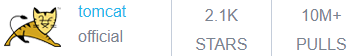 tomcat
official
2.1K
STARS
10M+
PULLS